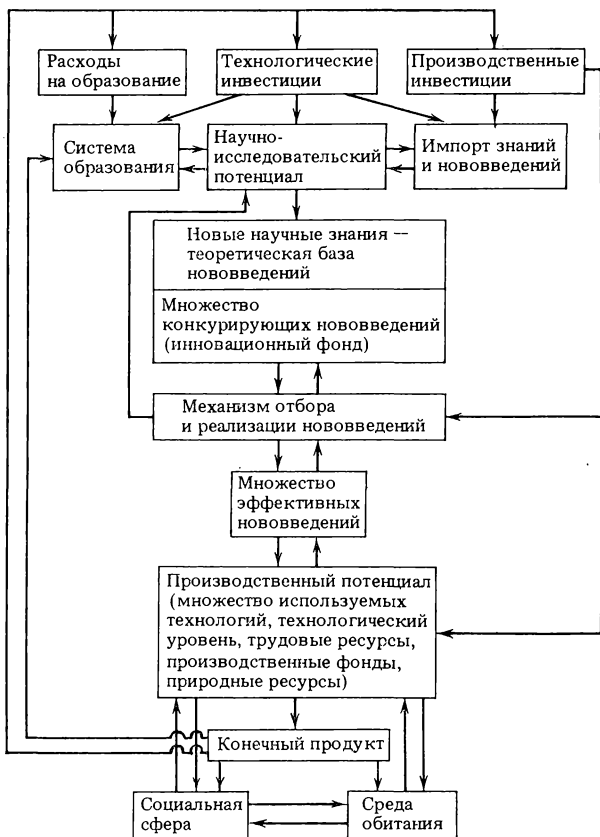 Расходы
на образование
Технологические
инвестиции
Производственные
инвестиции
Система
образования
Научно-
исследовательский
потенциал
Импорт знаний
и нововведений
Новые научные знания —
теоретическая база
нововведений
Множество
конкурирующих нововведений
(инновационный фонд)
Механизм отбора
и реализации нововведений
Множество
эффективных
нововведений
Производственный потенциал
(множество используемых
технологий, технологический
уровень, трудовые ресурсы,
производственные фонды,
природные ресурсы)
Конечный продукт
Социальная
сфера
Среда
обитания